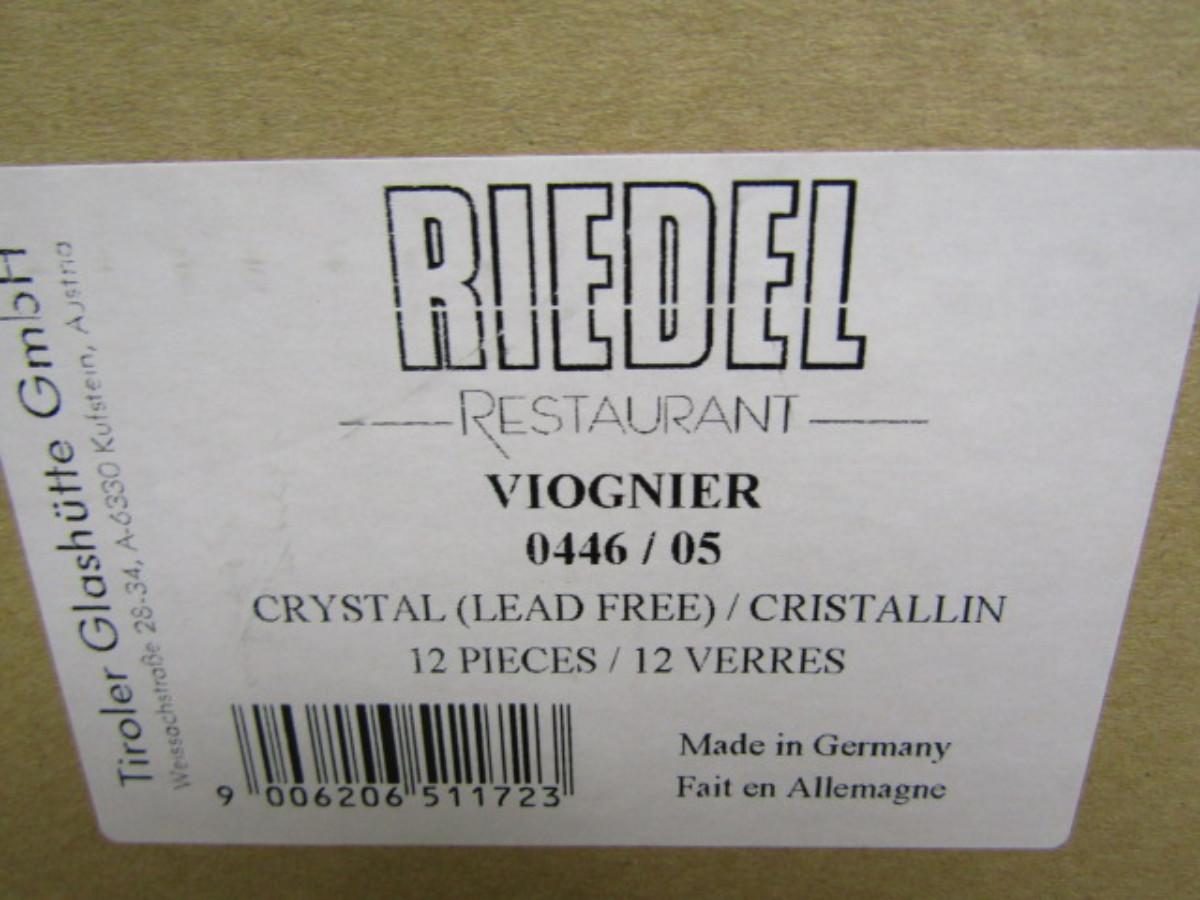 RIEDEL
RESTAURANT
VIOGNIER
0446 / 05
CRYSTAL (LEAD FREE) / CRISTALLIN
12 PIECES / 12 VERRES
Made in Germany
Fait en Allemagne
9 006206 511723
Tiroler Glashütte GmbH
Weissachstraße 28-34, A-6330 Kufstein, Austria